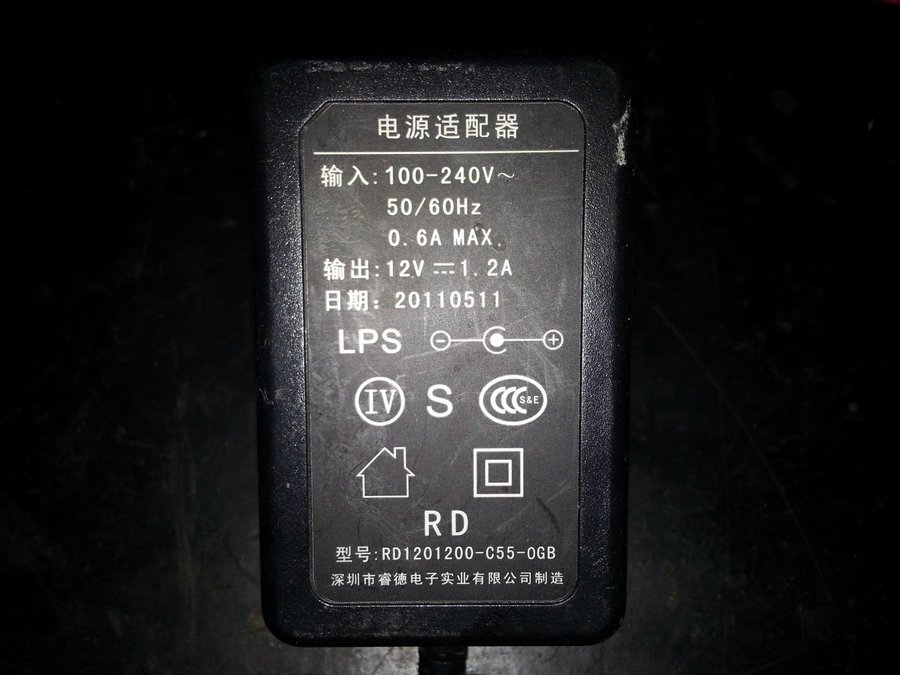 电源适配器
输入:100-240V~
50/60Hz
0.6A MAX.
输出:12V⎓1.2A
日期：20110511
LPS - +
IV S CCC S&E
RD
型号:RD1201200-C55-0GB
深圳市睿德电子实业有限公司制造